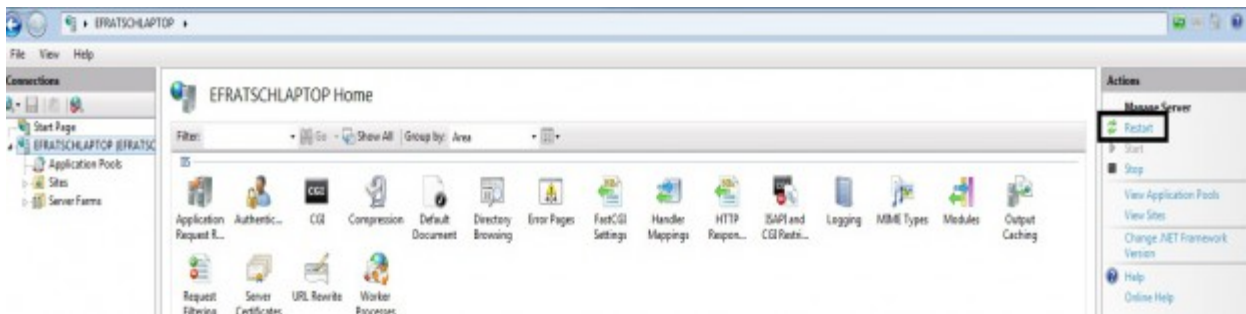 EFRATSCHLAPTOP
File View Help
Connections
Start Page
EFRATSCHLAPTOP (EFRATSC
Application Pools
Sites
Server Farms
EFRATSCHLAPTOP Home
Filter: Go Show All Group by: Area
IIS
Application Request R...
Authentic...
CGI
Compression
Default Document
Directory Browsing
Error Pages
FastCGI Settings
Handler Mappings
HTTP Respon...
ISAPI and CGI Restri...
Logging
MIME Types
Modules
Output Caching
Request Filtering
Server Certificates
URL Rewrite
Worker Processes
Actions
Manage Server
Restart
Start
Stop
View Application Pools
View Sites
Change .NET Framework Version
Help
Online Help